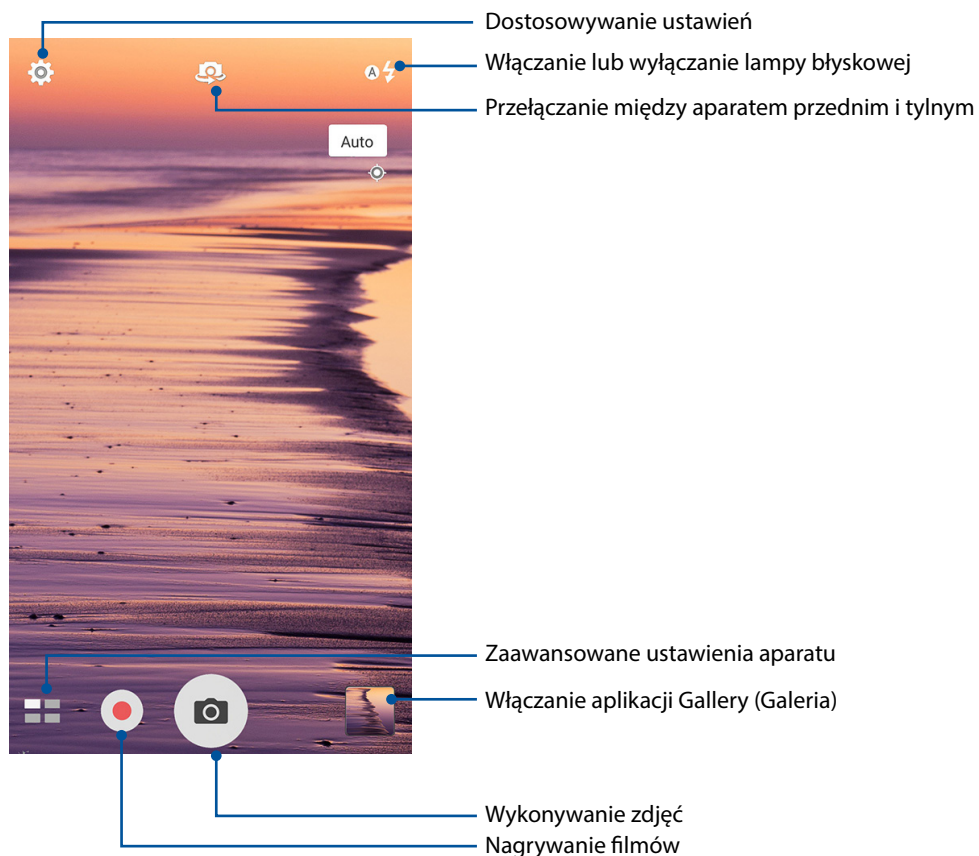 Dostosowywanie ustawień
Włączanie lub wyłączanie lampy błyskowej
A
Przełączanie między aparatem przednim i tylnym
Auto
Zaawansowane ustawienia aparatu
Włączanie aplikacji Gallery (Galeria)
Wykonywanie zdjęć
Nagrywanie filmów